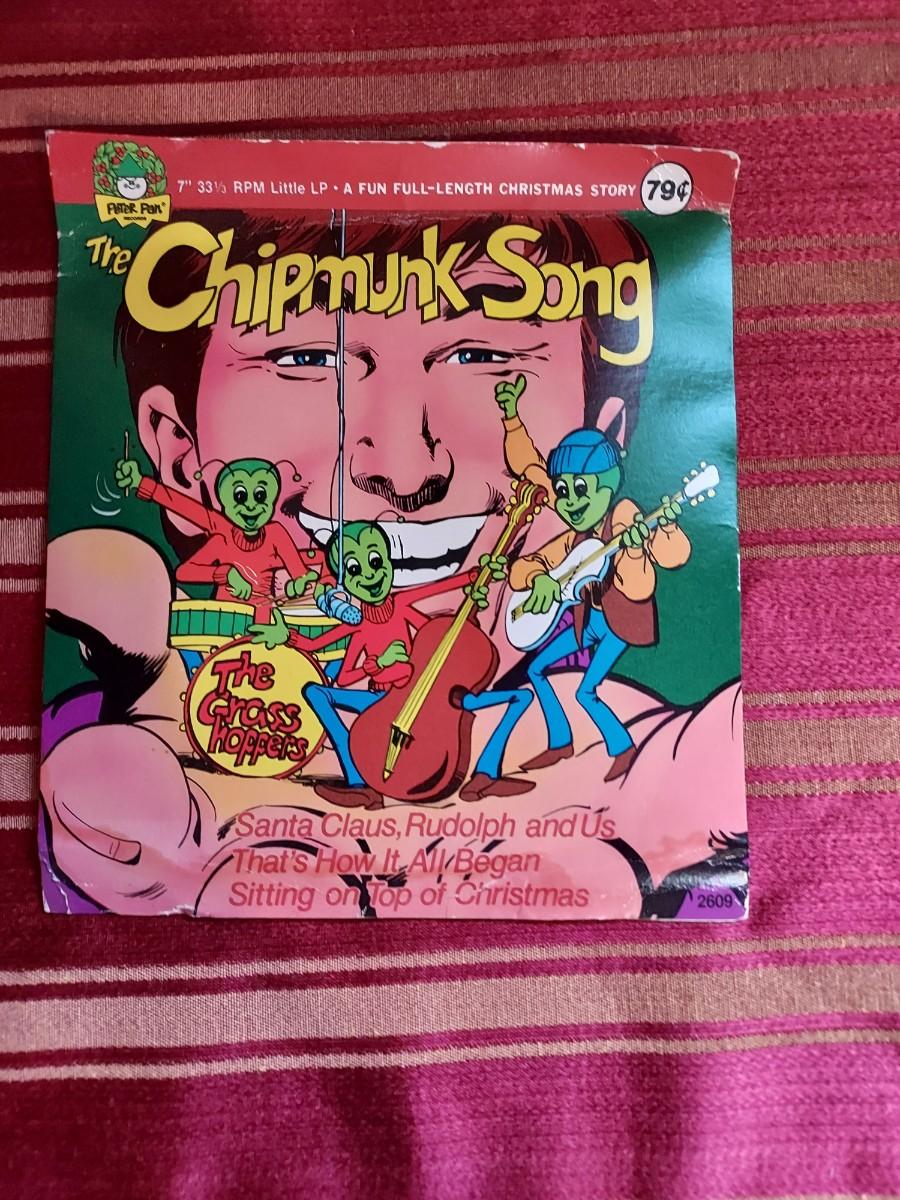 PETER PAN®
RECORDS
7" 33⅓ RPM Little LP • A FUN FULL-LENGTH CHRISTMAS STORY 79¢
The Chipmunk Song
The
Grass
hoppers
Santa Claus, Rudolph and Us
That's How It All Began
Sitting on Top of Christmas
2609